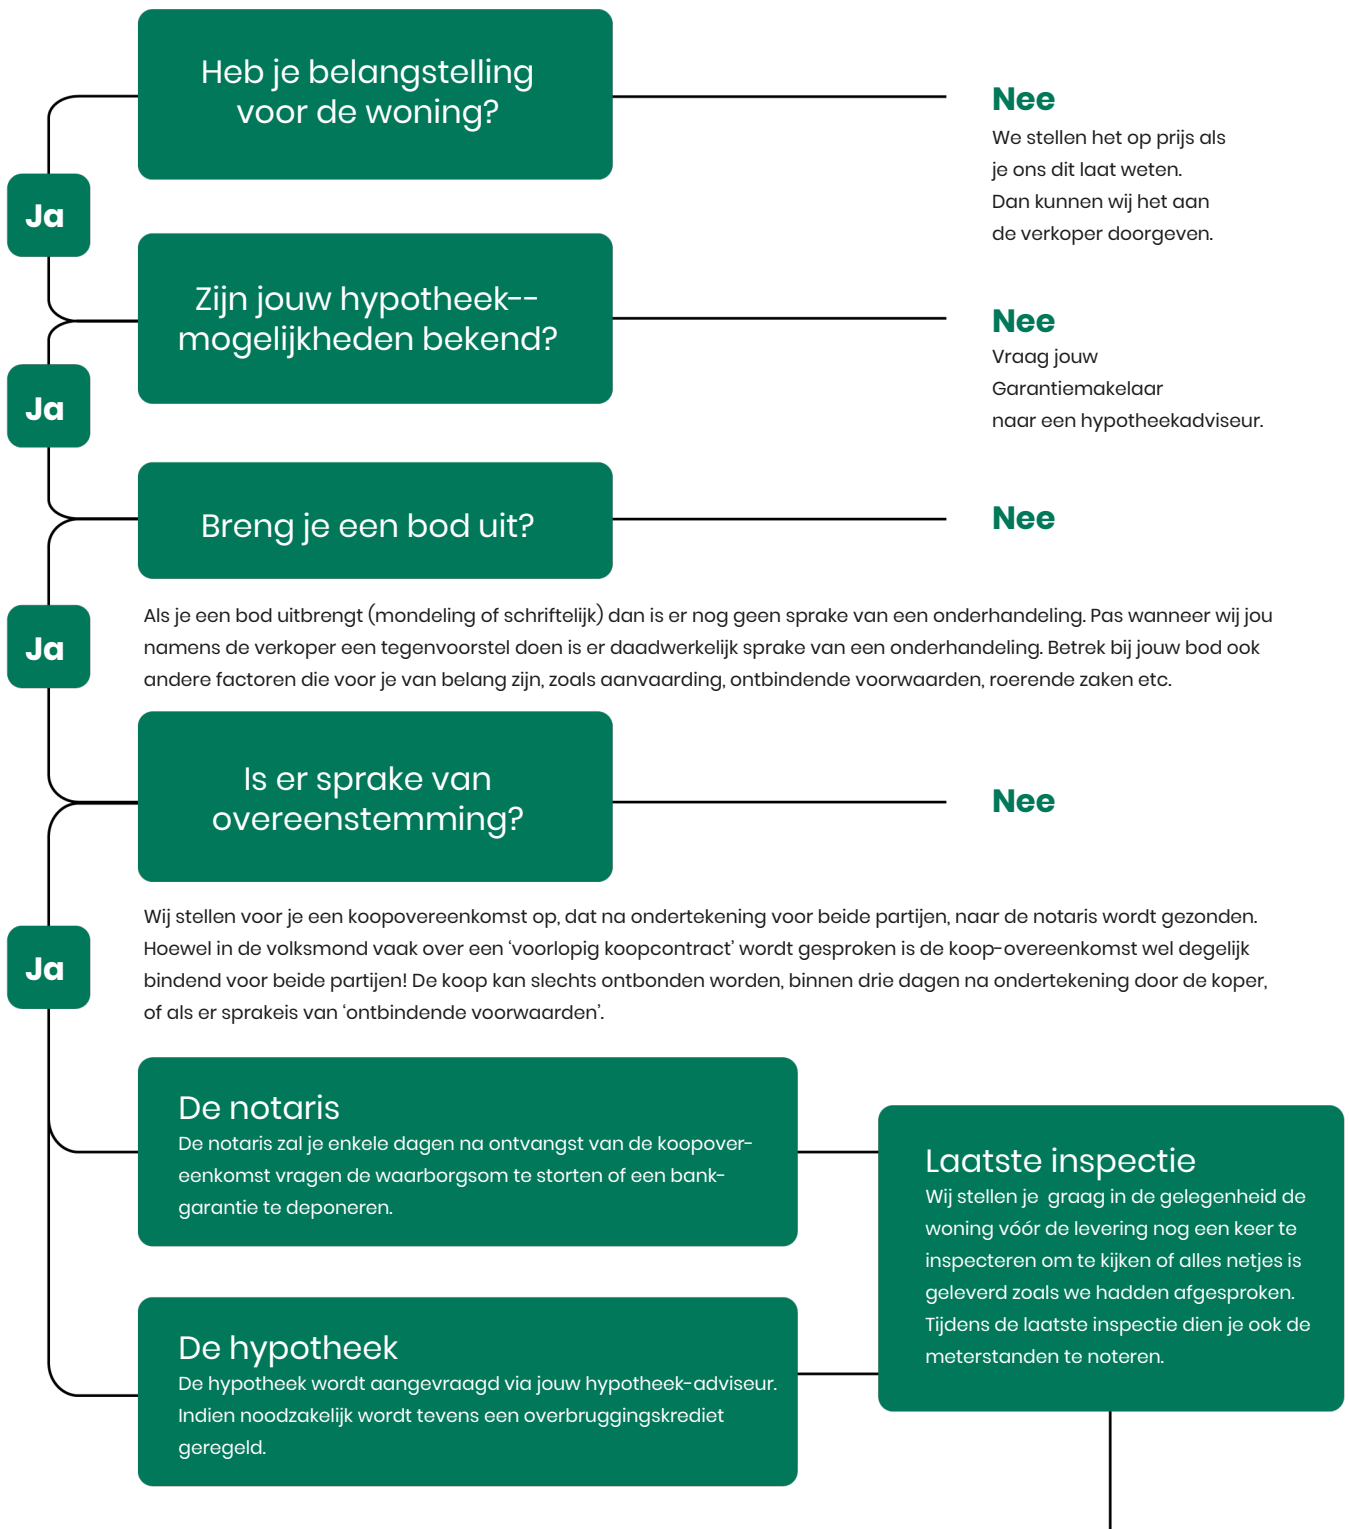 Heb je belangstelling
voor de woning?
Nee
We stellen het op prijs als
je ons dit laat weten.
Dan kunnen wij het aan
de verkoper doorgeven.
Ja
Zijn jouw hypotheek--
mogelijkheden bekend?
Nee
Vraag jouw
Garantiemakelaar
naar een hypotheekadviseur.
Ja
Breng je een bod uit?
Nee
Als je een bod uitbrengt (mondeling of schriftelijk) dan is er nog geen sprake van een onderhandeling. Pas wanneer wij jou
namens de verkoper een tegenvoorstel doen is er daadwerkelijk sprake van een onderhandeling. Betrek bij jouw bod ook
andere factoren die voor je van belang zijn, zoals aanvaarding, ontbindende voorwaarden, roerende zaken etc.
Ja
Is er sprake van
overeenstemming?
Nee
Wij stellen voor je een koopovereenkomst op, dat na ondertekening voor beide partijen, naar de notaris wordt gezonden.
Hoewel in de volksmond vaak over een ‘voorlopig koopcontract’ wordt gesproken is de koop-overeenkomst wel degelijk
bindend voor beide partijen! De koop kan slechts ontbonden worden, binnen drie dagen na ondertekening door de koper,
of als er sprakeis van ‘ontbindende voorwaarden’.
Ja
De notaris
De notaris zal je enkele dagen na ontvangst van de koopover-
eenkomst vragen de waarborgsom te storten of een bank-
garantie te deponeren.
Laatste inspectie
Wij stellen je graag in de gelegenheid de
woning vóór de levering nog een keer te
inspecteren om te kijken of alles netjes is
geleverd zoals we hadden afgesproken.
Tijdens de laatste inspectie dien je ook de
meterstanden te noteren.
De hypotheek
De hypotheek wordt aangevraagd via jouw hypotheek-adviseur.
Indien noodzakelijk wordt tevens een overbruggingskrediet
geregeld.